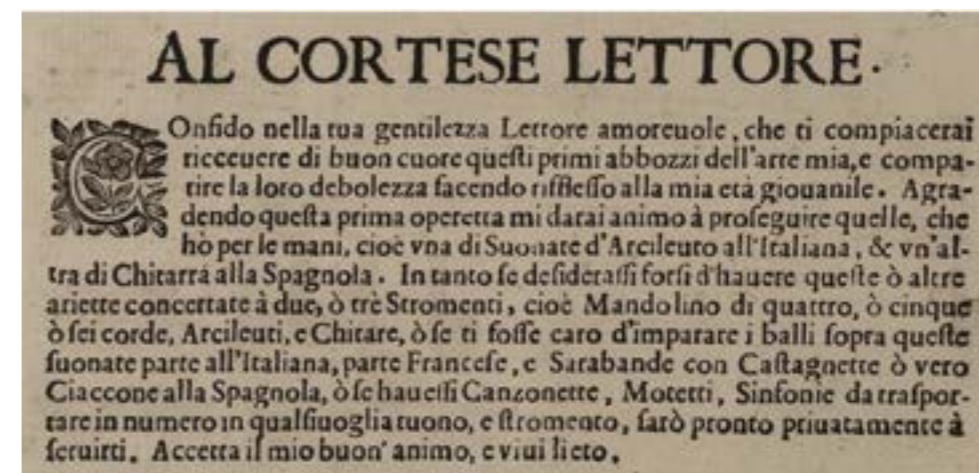 AL CORTESE LETTORE.
COnfido nella tua gentilezza Lettore amoreuole, che ti compiacerai
ricceuere di buon cuore queſti primi abbozzi dell'arte mia, e compa-
tire la loro debolezza facendo riffleſſo alla mia età giouanile. Agra-
dendo queſta prima operetta mi darai animo à proſeguire quelle, che
hò per le mani, cioè vna di Suonate d'Arcileuto all'Italiana, & vn'al-
tra di Chitarra alla Spagnola. In tanto ſe deſideraſſi forſi d'hauere queſte ò altre
ariette concertate à due, ò trè Stromenti, cioè Mandolino di quattro, ò cinque
ò ſei corde, Arcileuti, e Chitare, ò ſe ti foſſe caro d'imparare i balli ſopra queſte
ſuonate parte all'Italiana, parte Franceſe, e Sarabande con Caſtagnette ò vero
Ciaccone alla Spagnola, ò ſe haueſſi Canzonette, Motetti, Sinfonie da traſpor-
tare in numero in qualſiuoglia tuono, e ſtromento, ſarò pronto priuatamente à
ſeruirti. Accetta il mio buon' animo, e viui lieto.